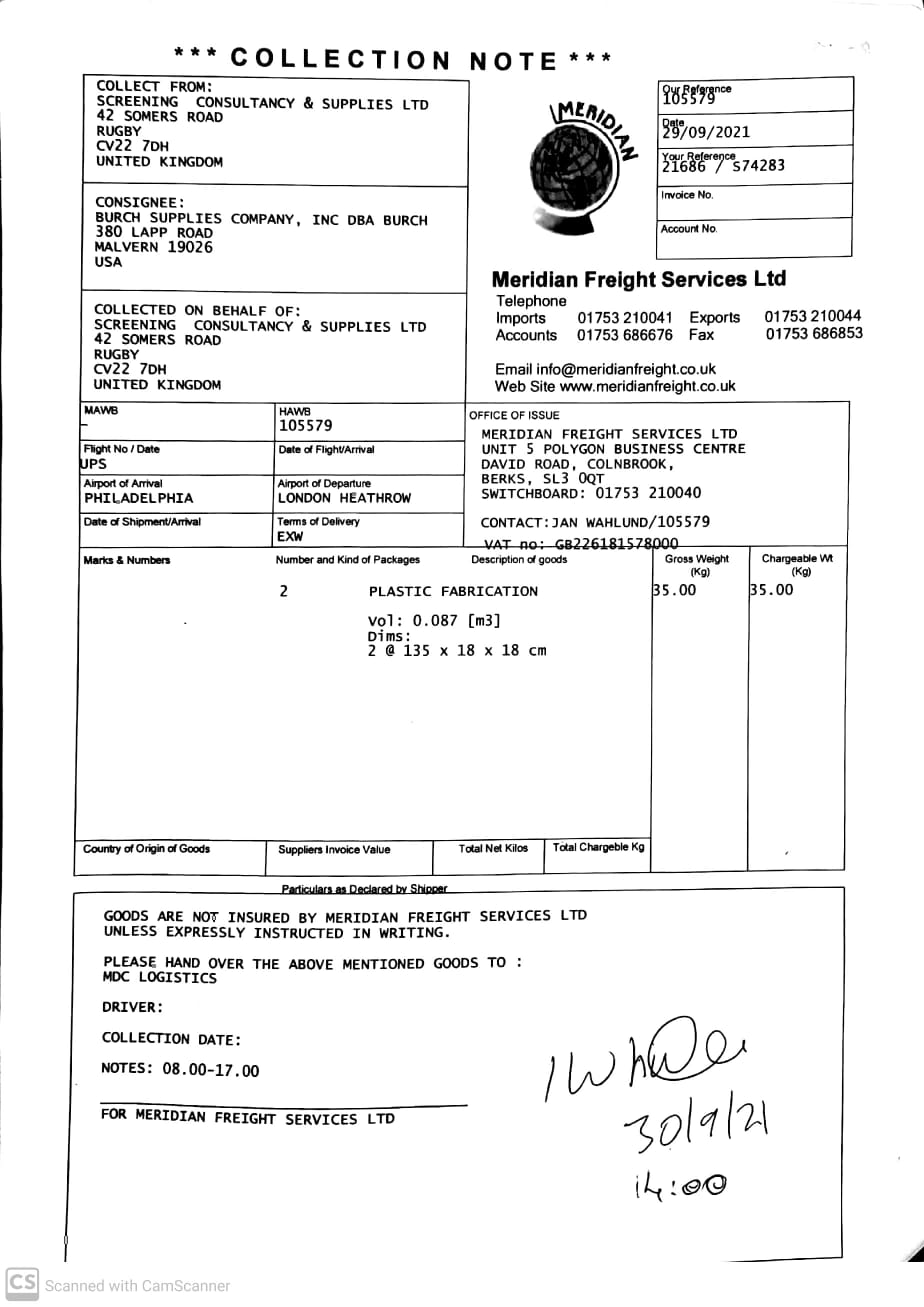 *** COLLECTION NOTE ***
COLLECT FROM:
SCREENING CONSULTANCY & SUPPLIES LTD
42 SOMERS ROAD
RUGBY
CV22 7DH
UNITED KINGDOM
CONSIGNEE:
BURCH SUPPLIES COMPANY, INC DBA BURCH
380 LAPP ROAD
MALVERN 19026
USA
COLLECTED ON BEHALF OF:
SCREENING CONSULTANCY & SUPPLIES LTD
42 SOMERS ROAD
RUGBY
CV22 7DH
UNITED KINGDOM
MERIDIAN
Our Reference
105579
Date
29/09/2021
Your Reference
21686 / S74283
Invoice No.
Account No.
Meridian Freight Services Ltd
Telephone
Imports 01753 210041 Exports 01753 210044
Accounts 01753 686676 Fax 01753 686853
Email info@meridianfreight.co.uk
Web Site www.meridianfreight.co.uk
MAWB
-
HAWB
105579
Flight No / Date
UPS
Date of Flight/Arrival
Airport of Arrival
PHILADELPHIA
Airport of Departure
LONDON HEATHROW
Date of Shipment/Arrival
Terms of Delivery
EXW
OFFICE OF ISSUE
MERIDIAN FREIGHT SERVICES LTD
UNIT 5 POLYGON BUSINESS CENTRE
DAVID ROAD, COLNBROOK,
BERKS, SL3 0QT
SWITCHBOARD: 01753 210040
CONTACT: JAN WAHLUND/105579
VAT no: GB226181578000
Marks & Numbers Number and Kind of Packages Description of goods Gross Weight (Kg) Chargeable Wt (Kg)
2 PLASTIC FABRICATION 35.00 35.00
Vol: 0.087 [m3]
Dims:
2 @ 135 x 18 x 18 cm
Country of Origin of Goods Suppliers Invoice Value Total Net Kilos Total Chargeble Kg
Particulars as Declared by Shipper
GOODS ARE NOT INSURED BY MERIDIAN FREIGHT SERVICES LTD
UNLESS EXPRESSLY INSTRUCTED IN WRITING.
PLEASE HAND OVER THE ABOVE MENTIONED GOODS TO :
MDC LOGISTICS
DRIVER:
COLLECTION DATE:
NOTES: 08.00-17.00
FOR MERIDIAN FREIGHT SERVICES LTD
30/9/21
14:00
CS Scanned with CamScanner